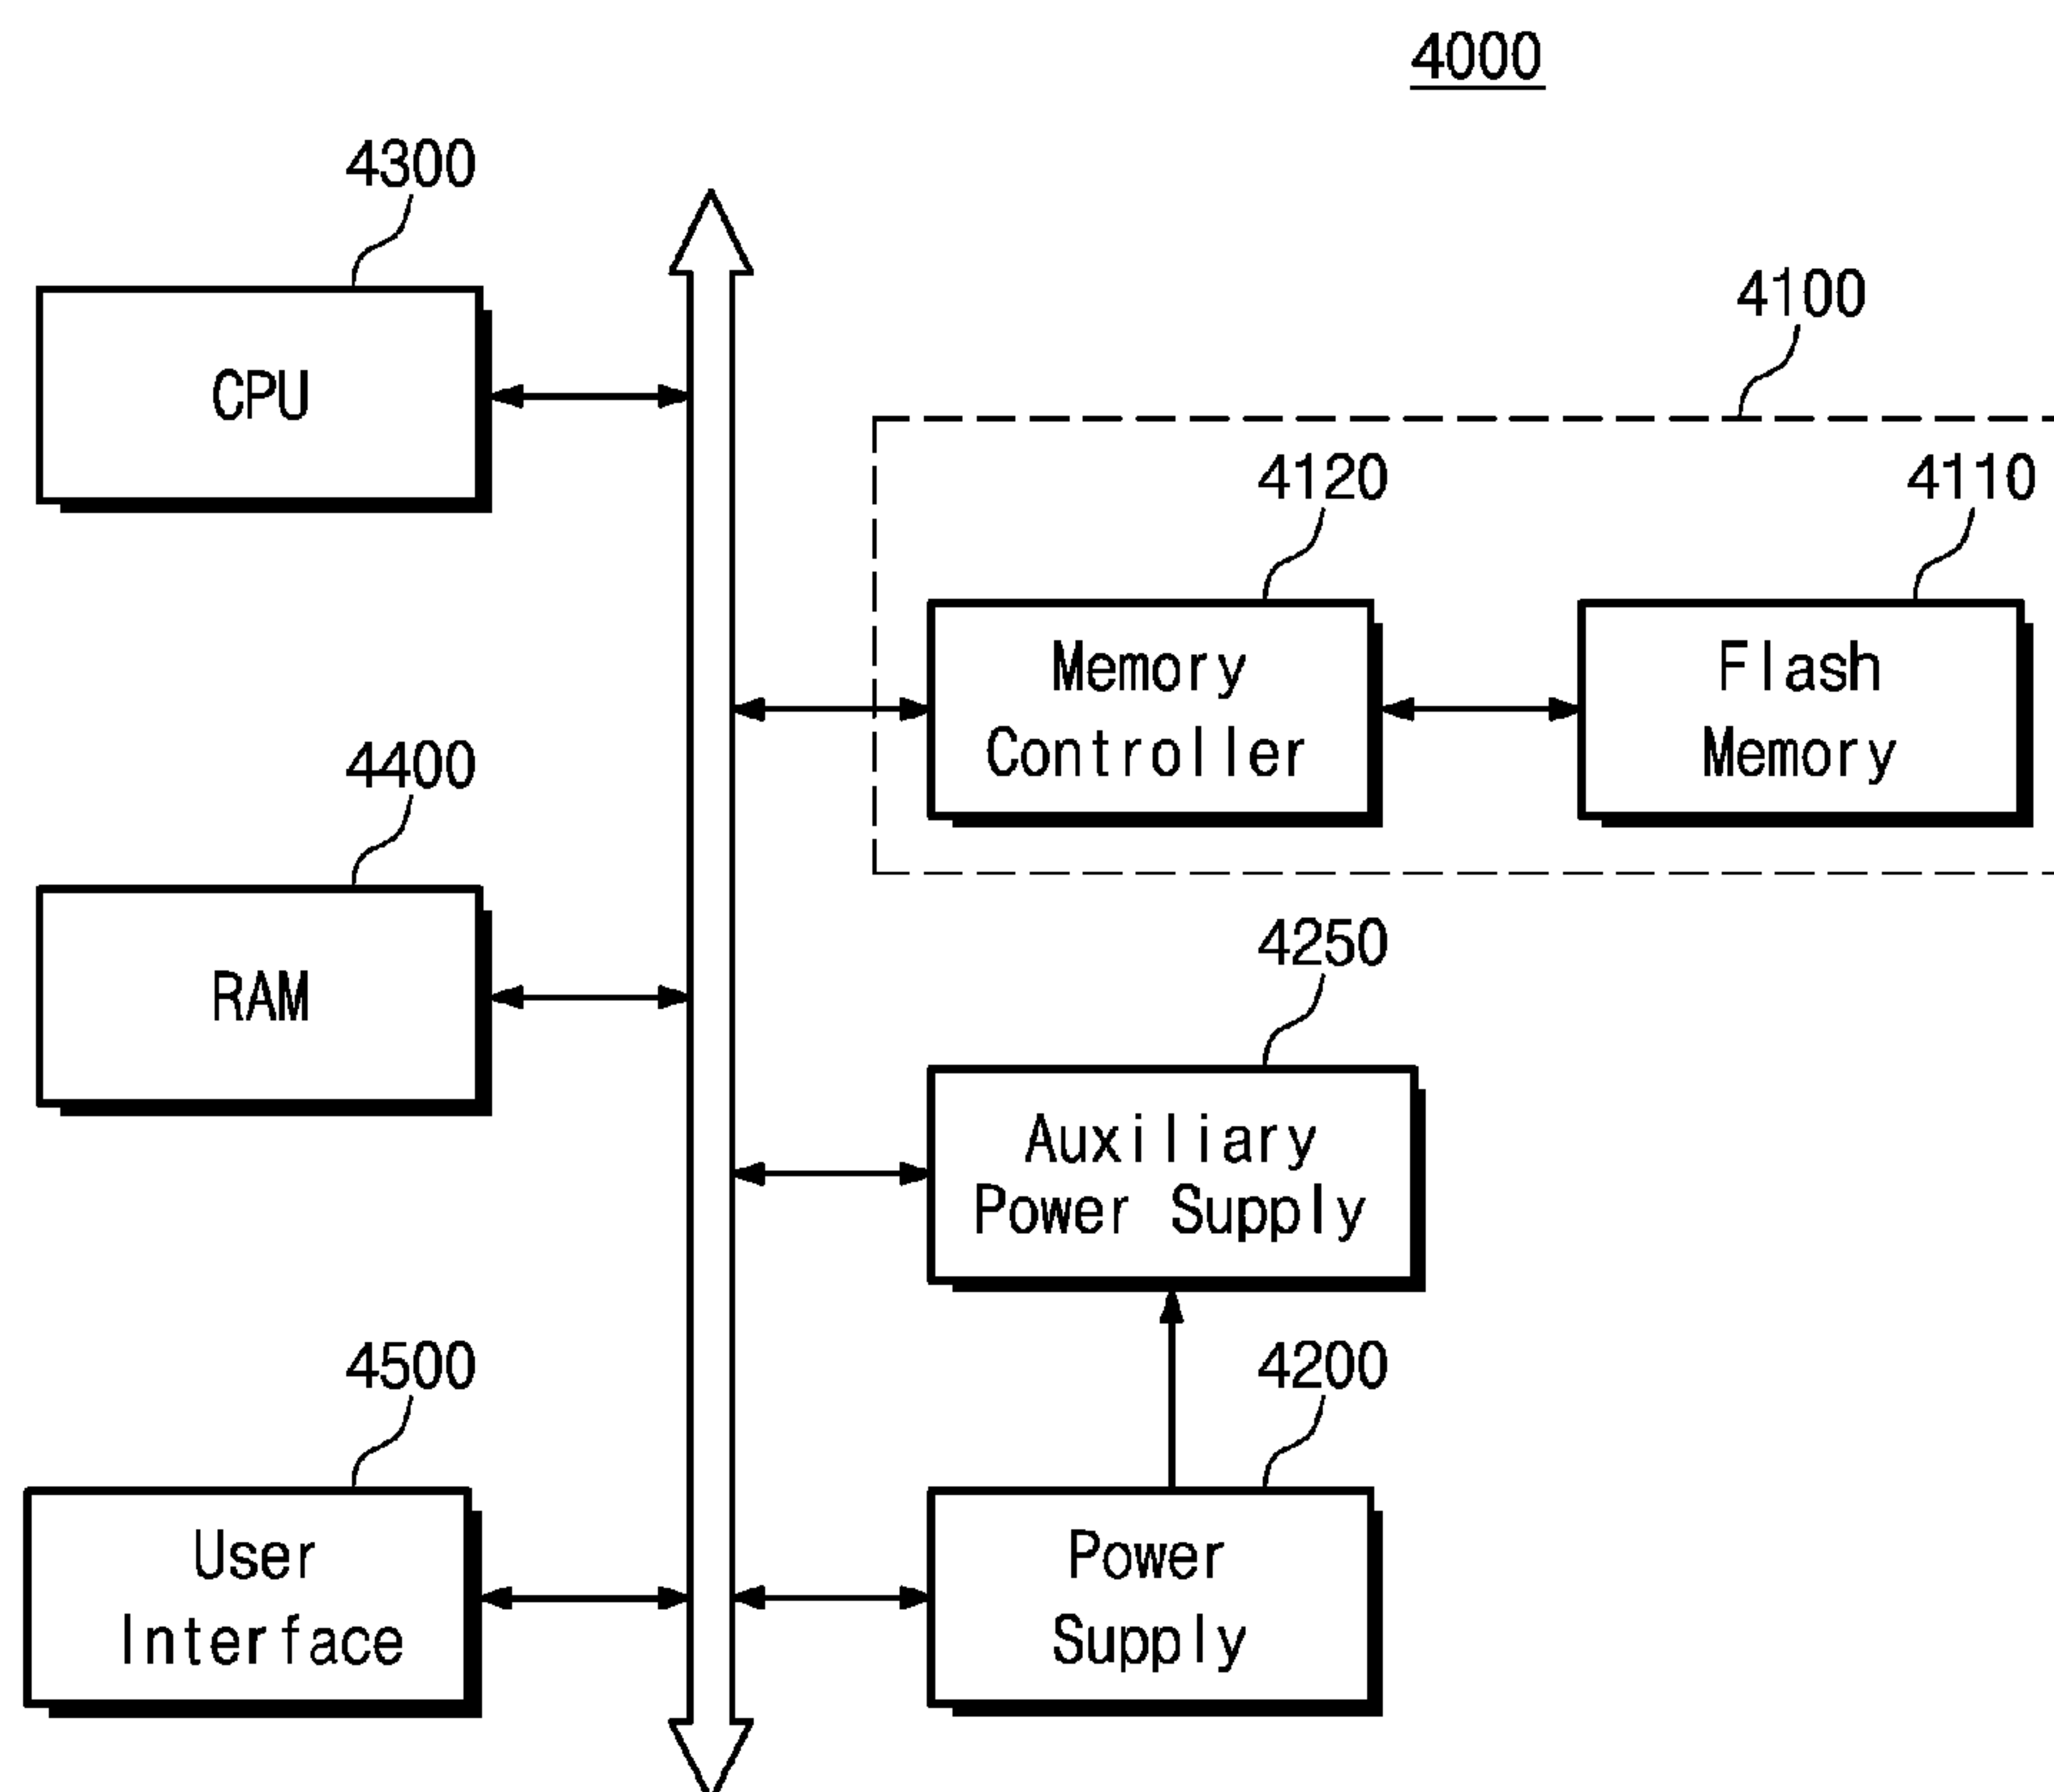 4000
4300
CPU
4100
4120
4110
Memory
Controller
Flash
Memory
4400
RAM
4250
Auxiliary
Power Supply
4500
User
Interface
4200
Power
Supply